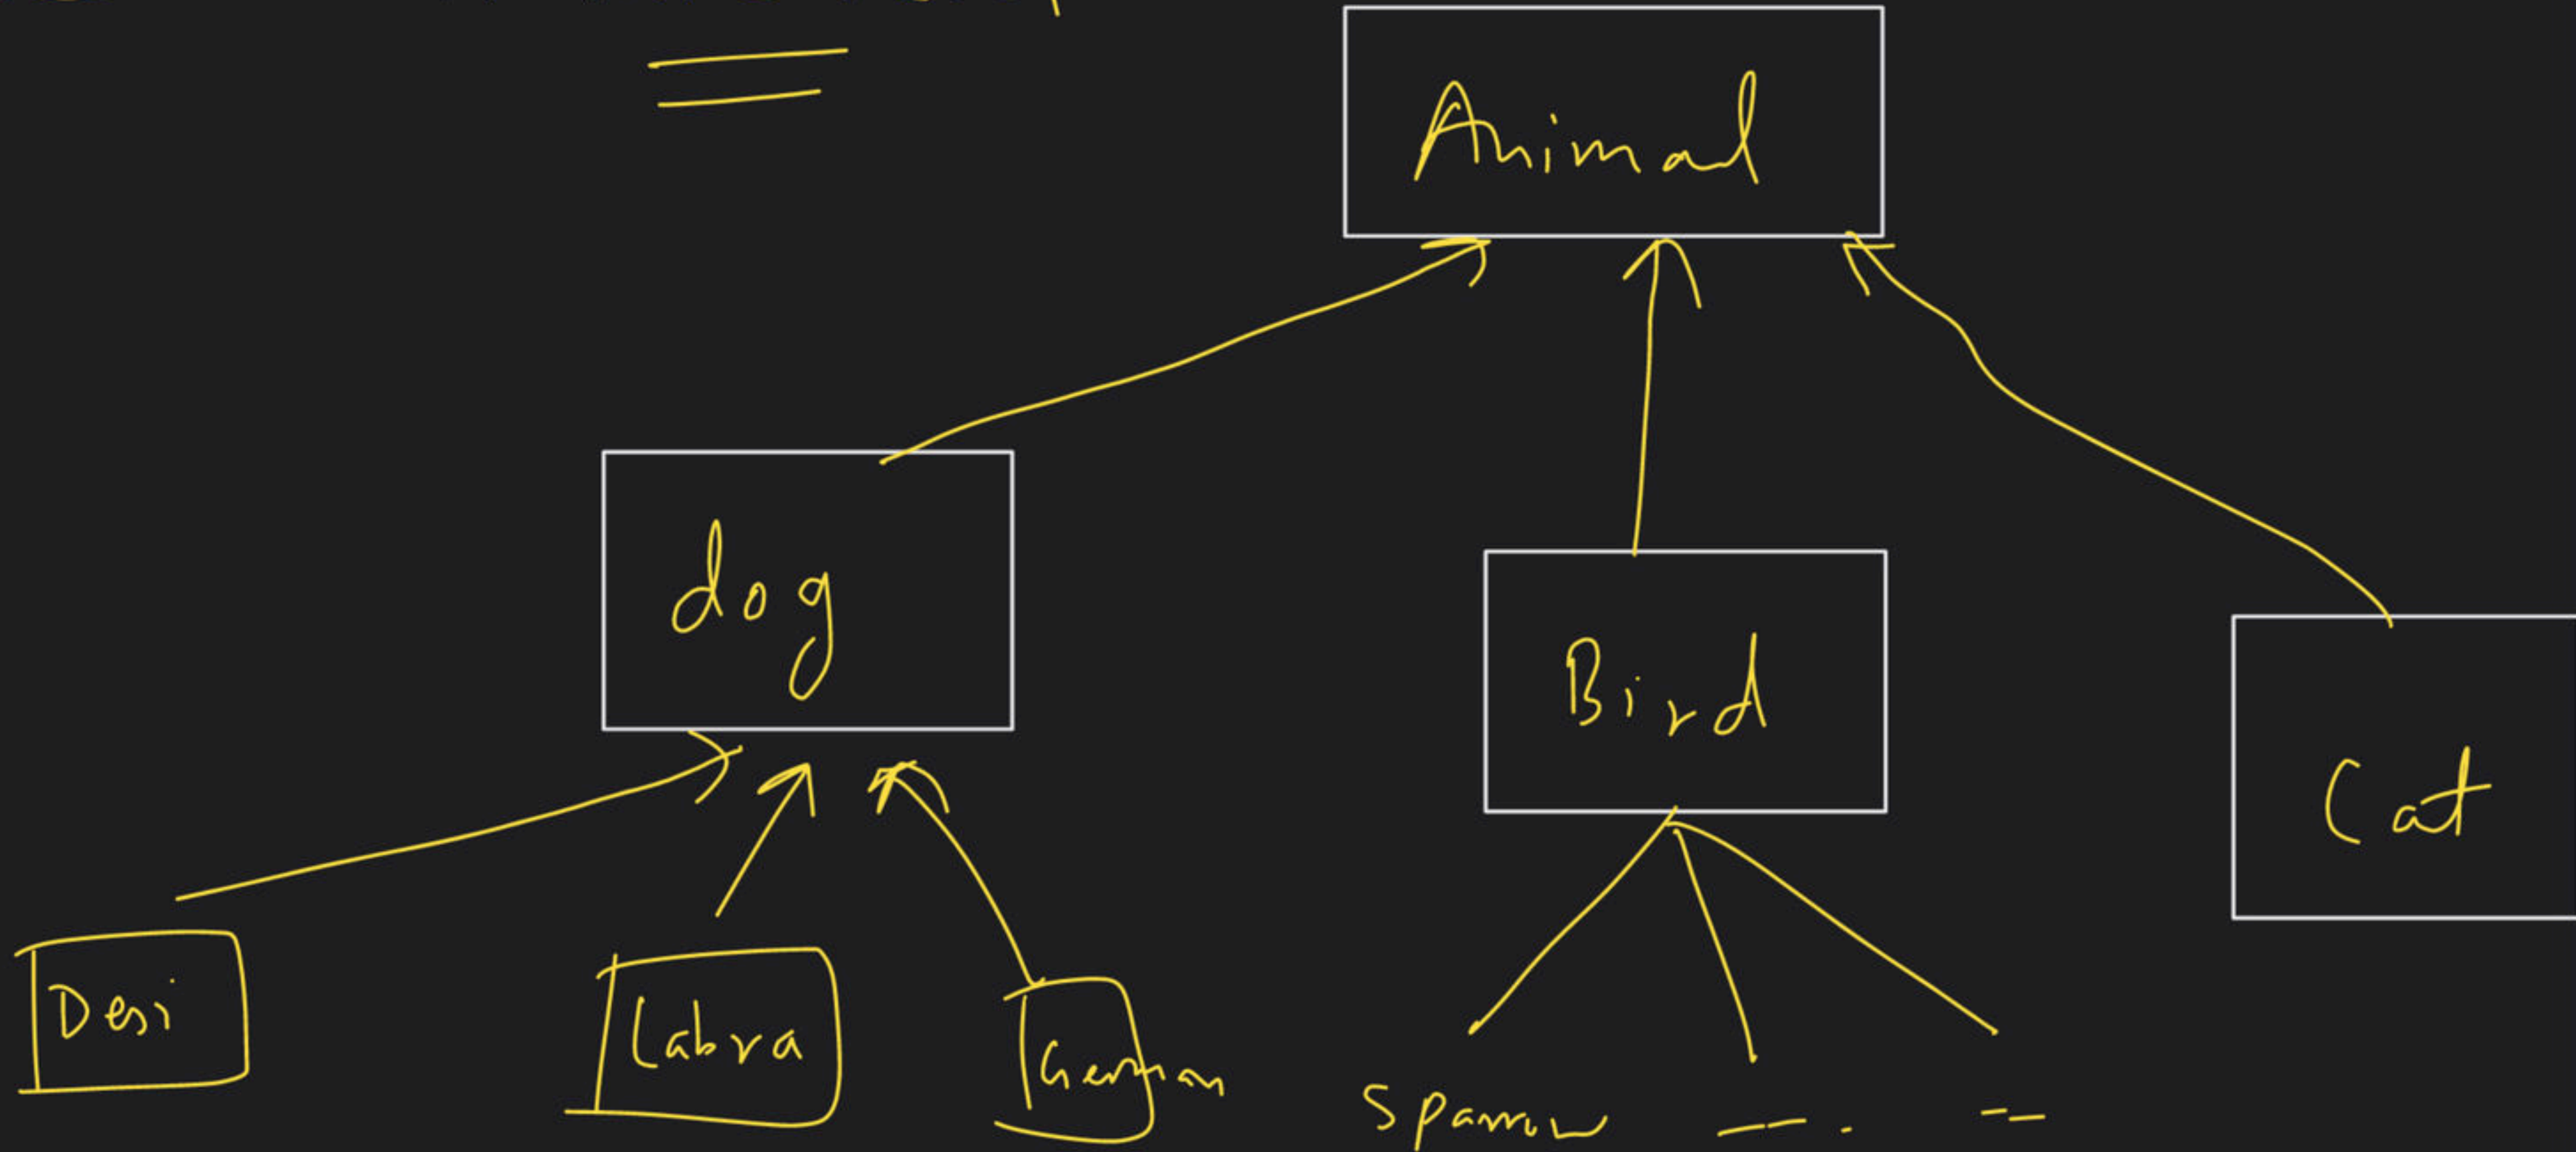 Animal
dog
Bird
Cat
Desi
Labra
German
Sparrow